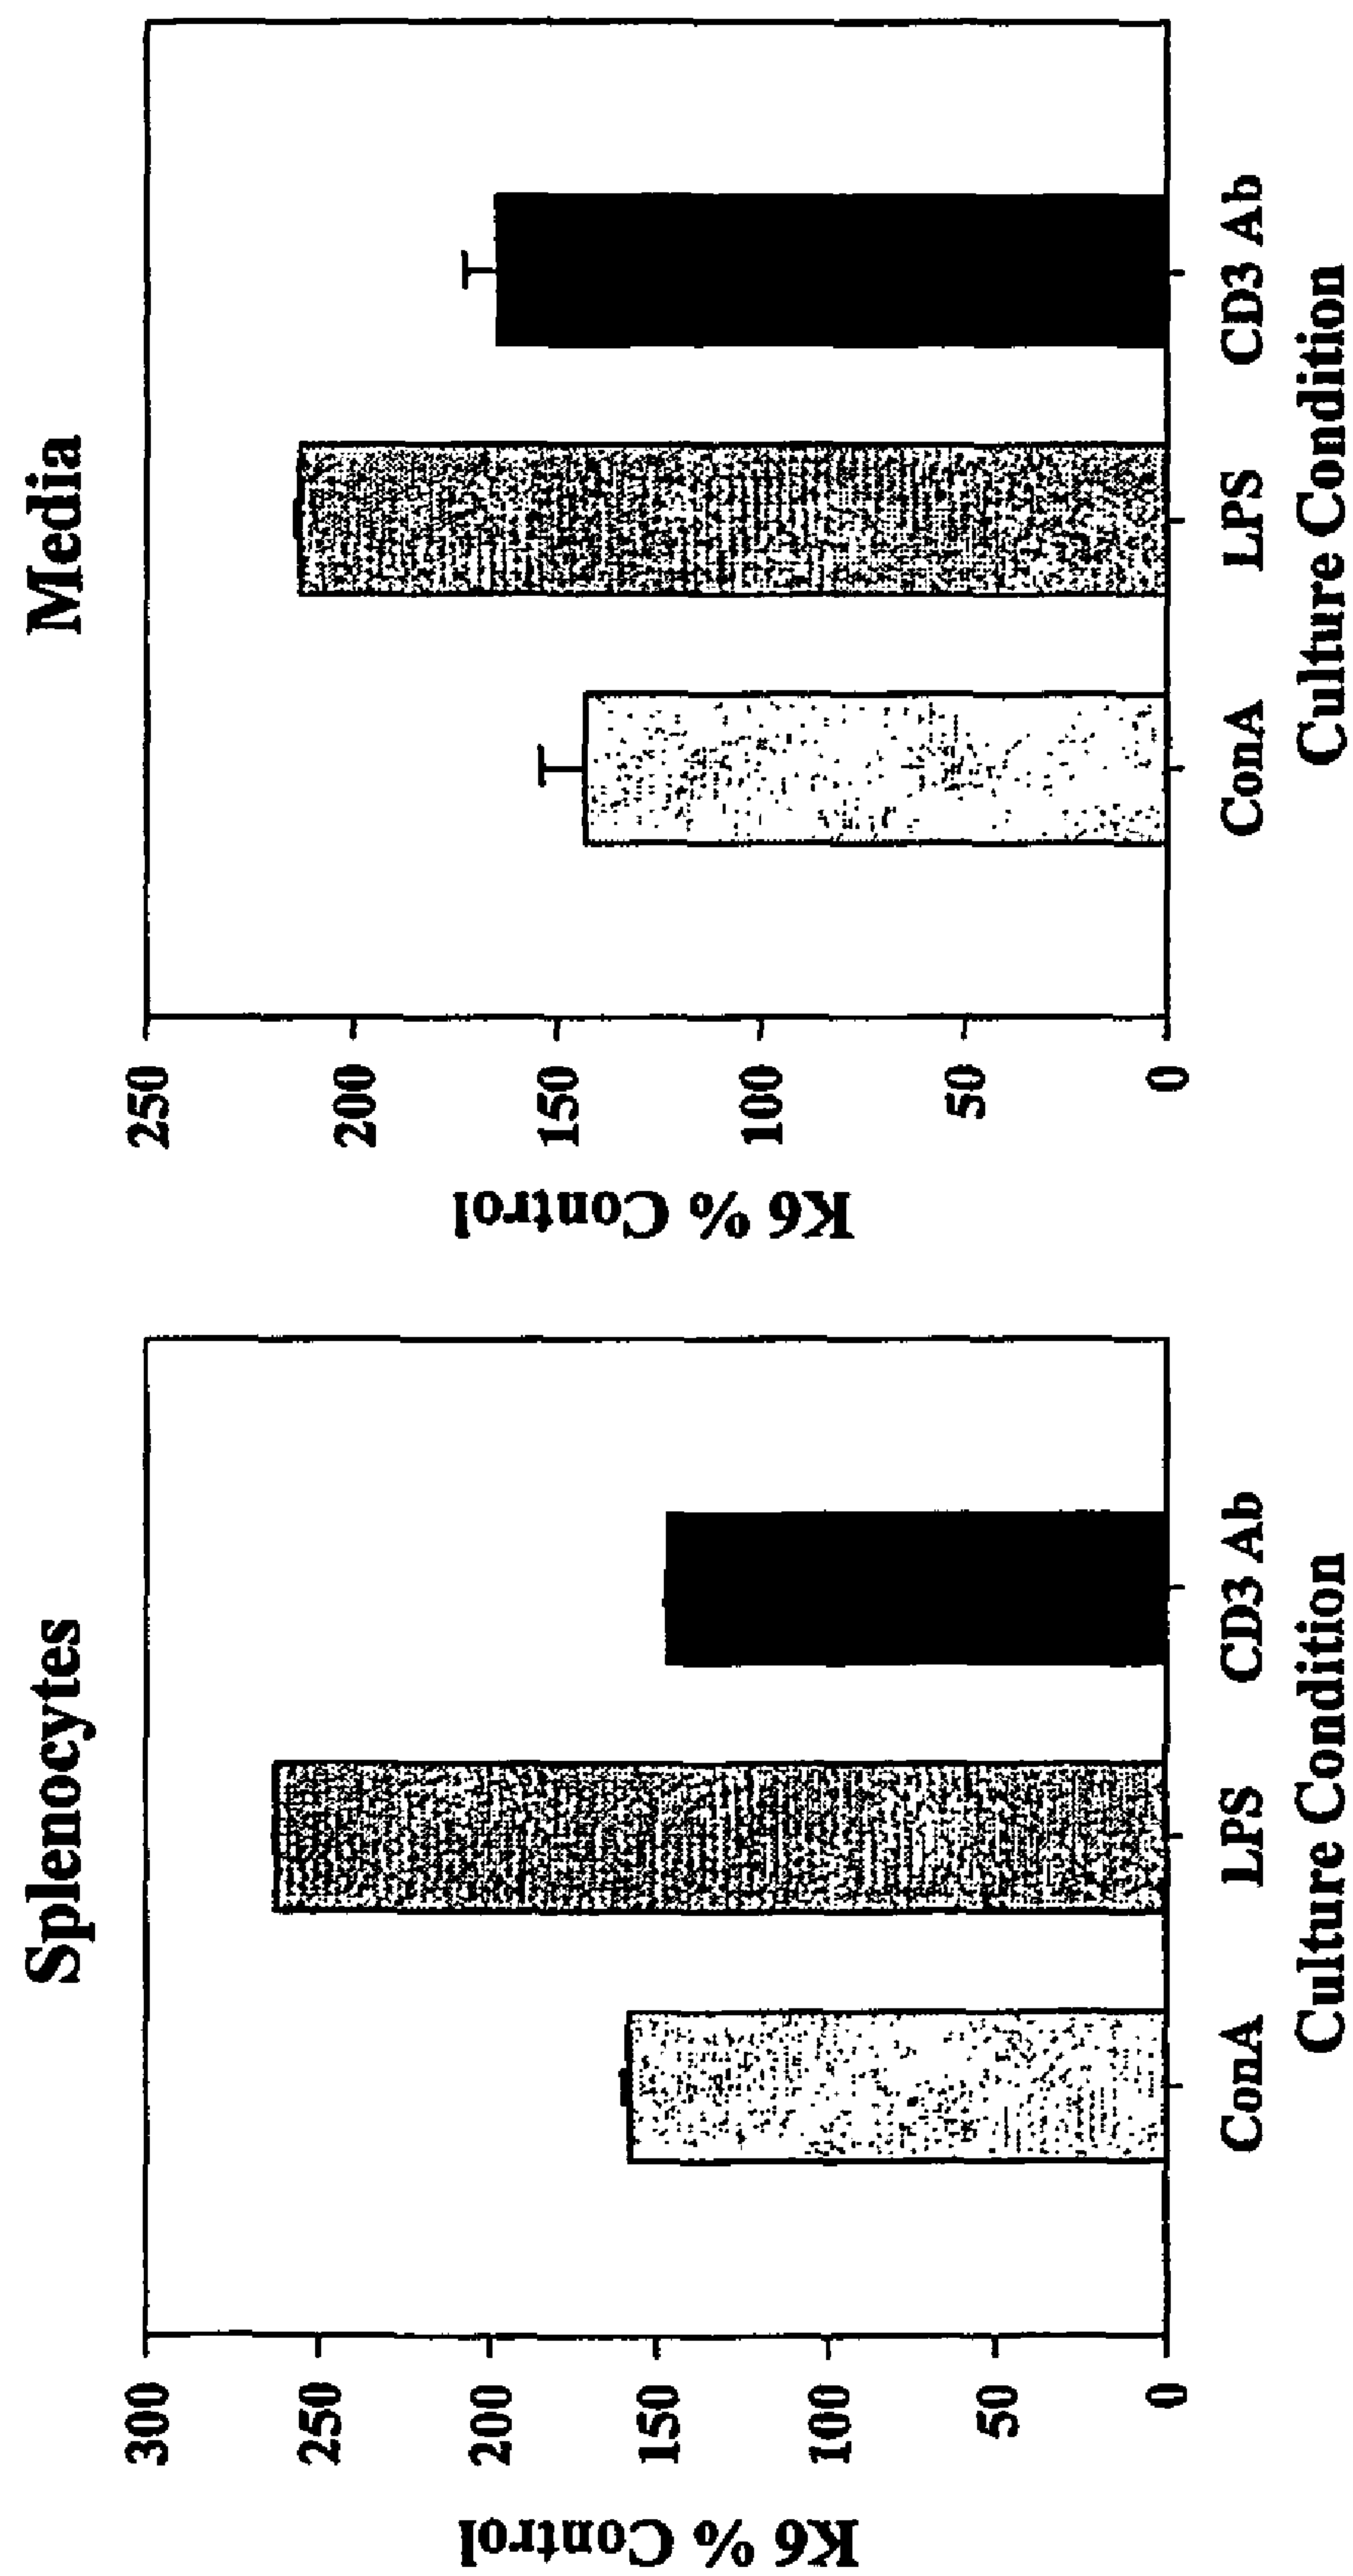 Splenocytes
K6 % Control
300
250
200
150
100
50
0
ConA LPS CD3 Ab
Culture Condition
Media
K6 % Control
250
200
150
100
50
0
ConA LPS CD3 Ab
Culture Condition